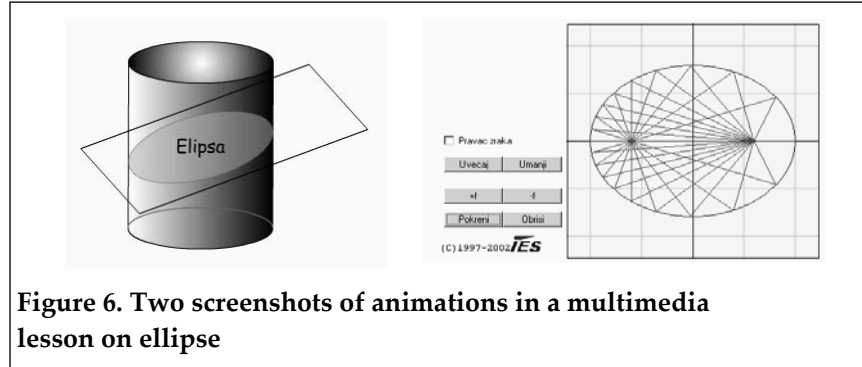 Elipsa
Pravac zraka
Uvecaj Umanji
+f -f
Pokreni Obrisi
(C)1997-2002 IES
Figure 6. Two screenshots of animations in a multimedia
lesson on ellipse